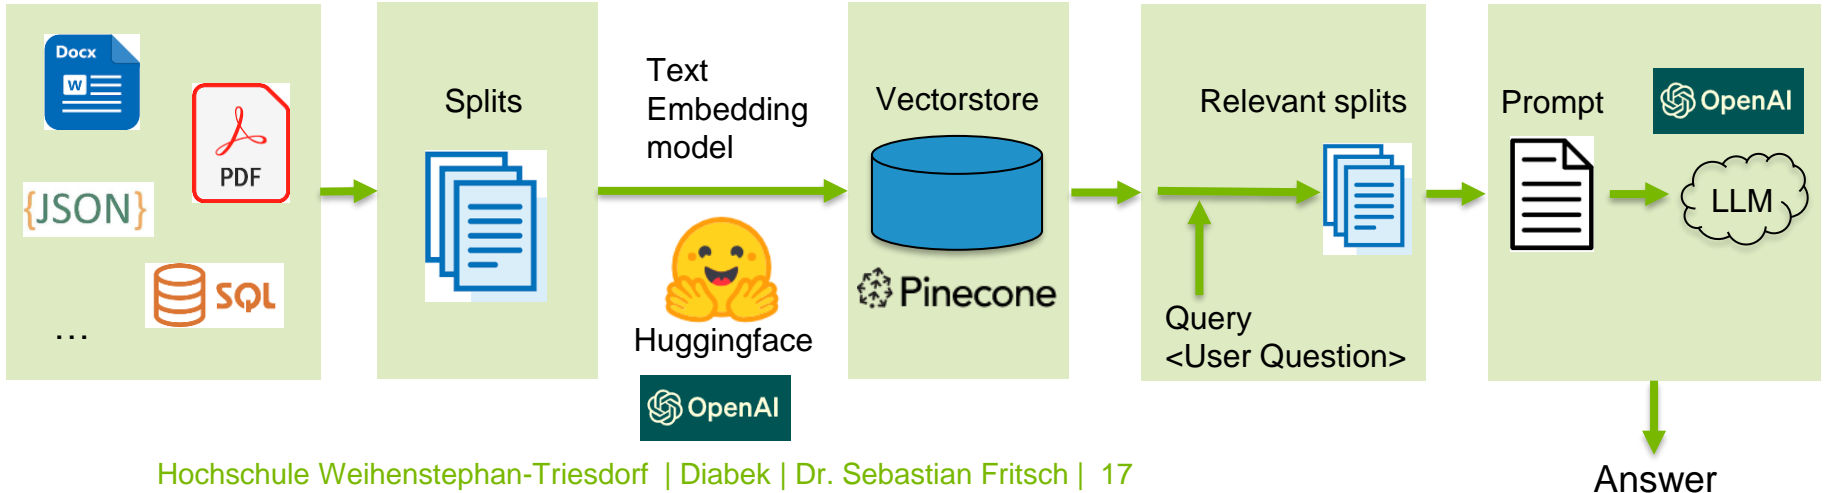 Docx
W
PDF
{JSON}
SQL
...
Splits
Text
Embedding
model
Huggingface
OpenAI
Vectorstore
Pinecone
Relevant splits
Query
<User Question>
Prompt
OpenAI
LLM
Answer
Hochschule Weihenstephan-Triesdorf | Diabek | Dr. Sebastian Fritsch | 17